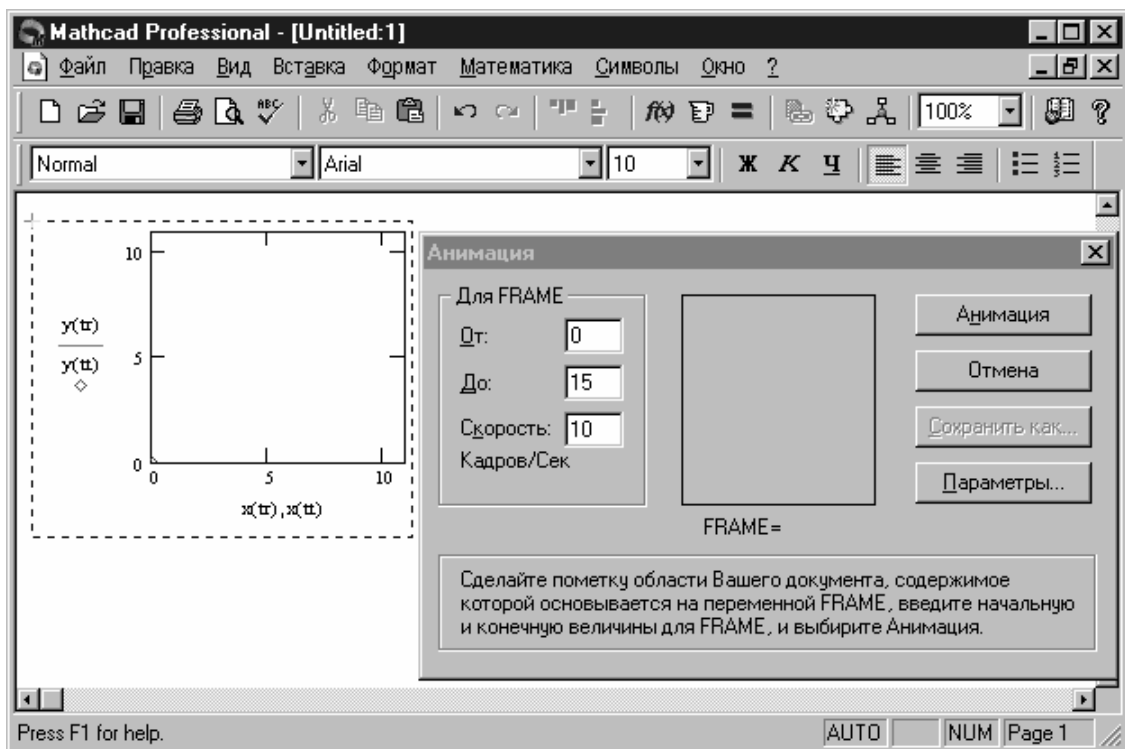 Mathcad Professional - [Untitled:1]
Файл Правка Вид Вставка Формат Математика Символы Окно ?
ABC f(x) 100% ?
Normal Arial 10 Ж К Ч
10
y(tr)
y(tt)
5
0
0 5 10
x(tr),x(tt)
Анимация
Для FRAME
От: 0
До: 15
Скорость: 10
Кадров/Сек
FRAME=
Анимация
Отмена
Сохранить как...
Параметры...
Сделайте пометку области Вашего документа, содержимое
которой основывается на переменной FRAME, введите начальную
и конечную величины для FRAME, и выбирите Анимация.
Press F1 for help. AUTO NUM Page 1